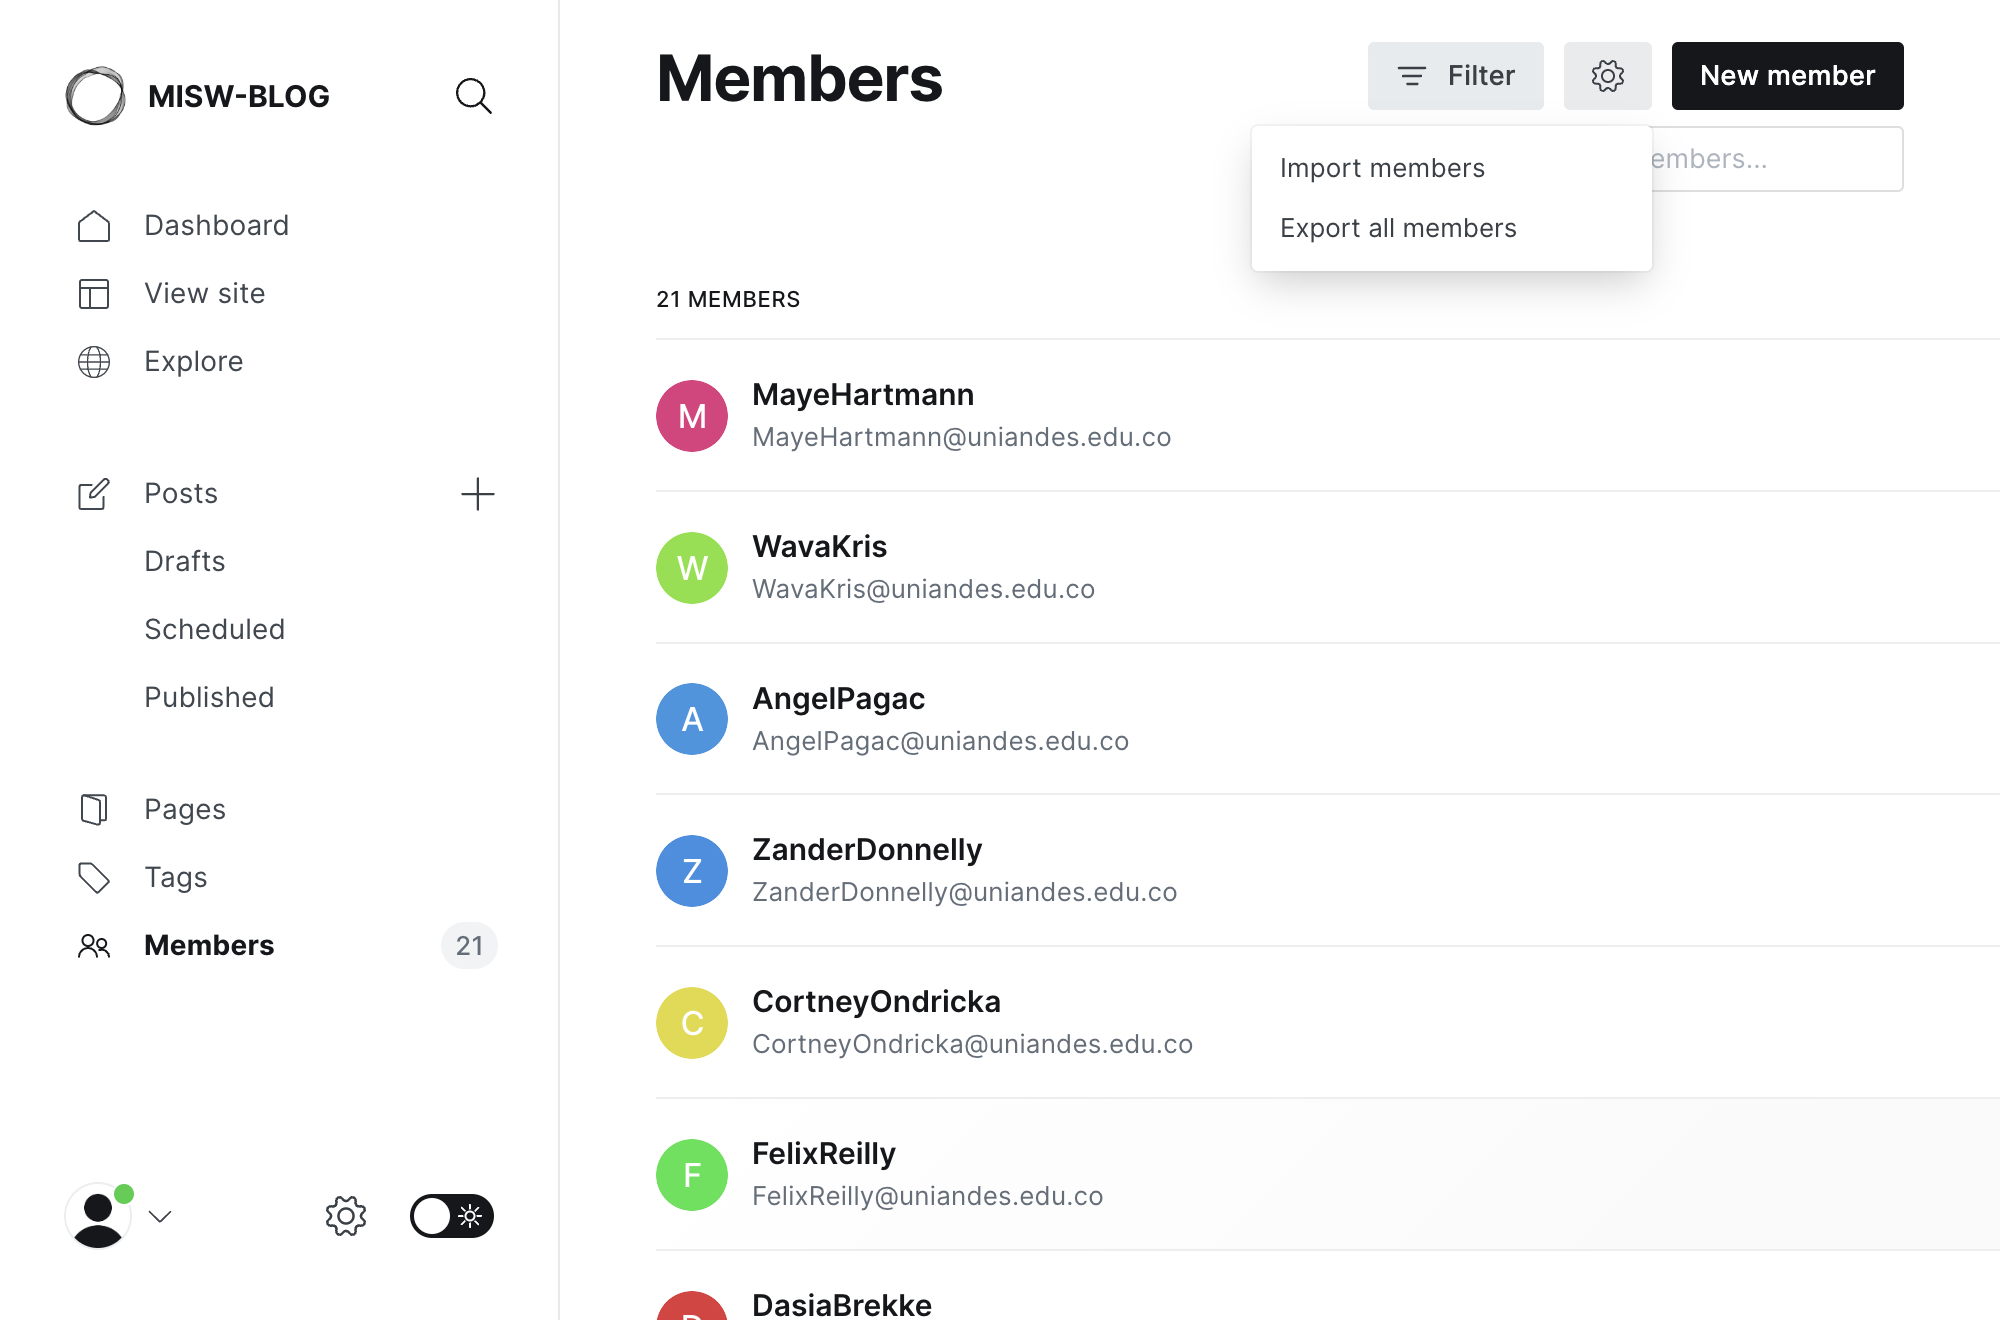 MISW-BLOG
Dashboard
View site
Explore
Posts
Drafts
Scheduled
Published
Pages
Tags
Members
21
Members
Filter
New member
embers...
Import members
Export all members
21 MEMBERS
M
MayeHartmann
MayeHartmann@uniandes.edu.co
W
WavaKris
WavaKris@uniandes.edu.co
A
AngelPagac
AngelPagac@uniandes.edu.co
Z
ZanderDonnelly
ZanderDonnelly@uniandes.edu.co
C
CortneyOndricka
CortneyOndricka@uniandes.edu.co
F
FelixReilly
FelixReilly@uniandes.edu.co
D
DasiaBrekke